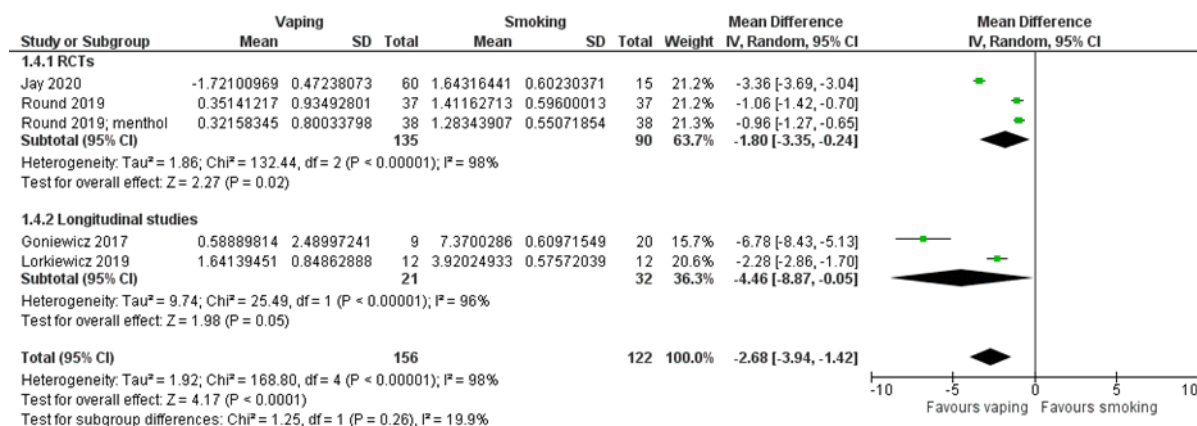 Vaping Smoking Mean Difference Mean Difference
Study or Subgroup Mean SD Total Mean SD Total Weight IV, Random, 95% CI IV, Random, 95% CI
1.4.1 RCTs
Jay 2020 -1.72100969 0.47238073 60 1.64316441 0.60230371 15 21.2% -3.36 [-3.69, -3.04]
Round 2019 0.35141217 0.93492801 37 1.41162713 0.59600013 37 21.2% -1.06 [-1.42, -0.70]
Round 2019; menthol 0.32158345 0.80033798 38 1.28343907 0.55071854 38 21.3% -0.96 [-1.27, -0.65]
Subtotal (95% CI) 135 90 63.7% -1.80 [-3.35, -0.24]
Heterogeneity: Tau² = 1.86; Chi² = 132.44, df = 2 (P < 0.00001); I² = 98%
Test for overall effect: Z = 2.27 (P = 0.02)
1.4.2 Longitudinal studies
Goniewicz 2017 0.58889814 2.48997241 9 7.3700286 0.60971549 20 15.7% -6.78 [-8.43, -5.13]
Lorkiewicz 2019 1.64139451 0.84862888 12 3.92024933 0.57572039 12 20.6% -2.28 [-2.86, -1.70]
Subtotal (95% CI) 21 32 36.3% -4.46 [-8.87, -0.05]
Heterogeneity: Tau² = 9.74; Chi² = 25.49, df = 1 (P < 0.00001); I² = 96%
Test for overall effect: Z = 1.98 (P = 0.05)
Total (95% CI) 156 122 100.0% -2.68 [-3.94, -1.42]
Heterogeneity: Tau² = 1.92; Chi² = 168.80, df = 4 (P < 0.00001); I² = 98%
Test for overall effect: Z = 4.17 (P < 0.0001)
Test for subgroup differences: Chi² = 1.25, df = 1 (P = 0.26), I² = 19.9%
-10 -5 0 5 10
Favours vaping Favours smoking